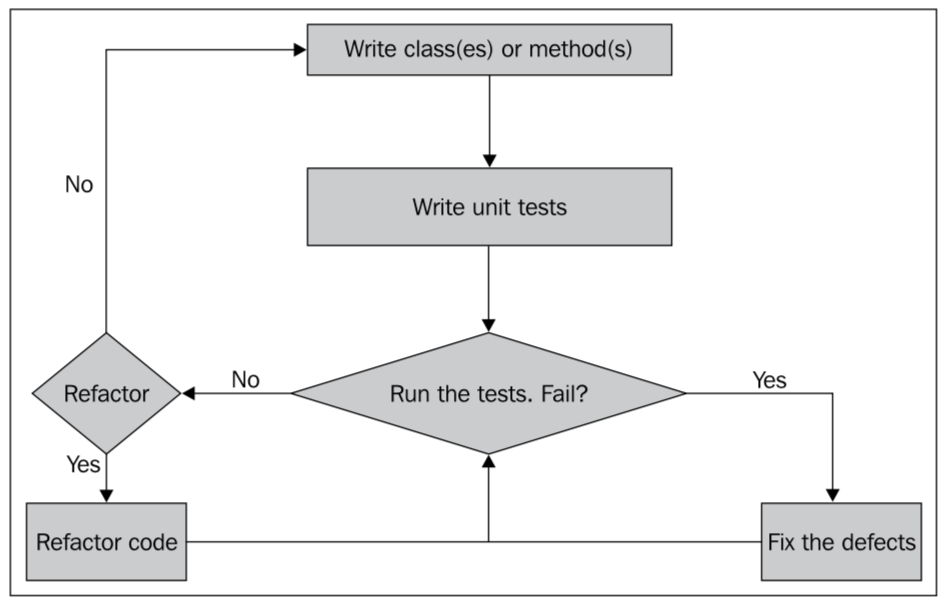 Write class(es) or method(s)
No
Write unit tests
Refactor
No
Run the tests. Fail?
Yes
Yes
Refactor code
Fix the defects